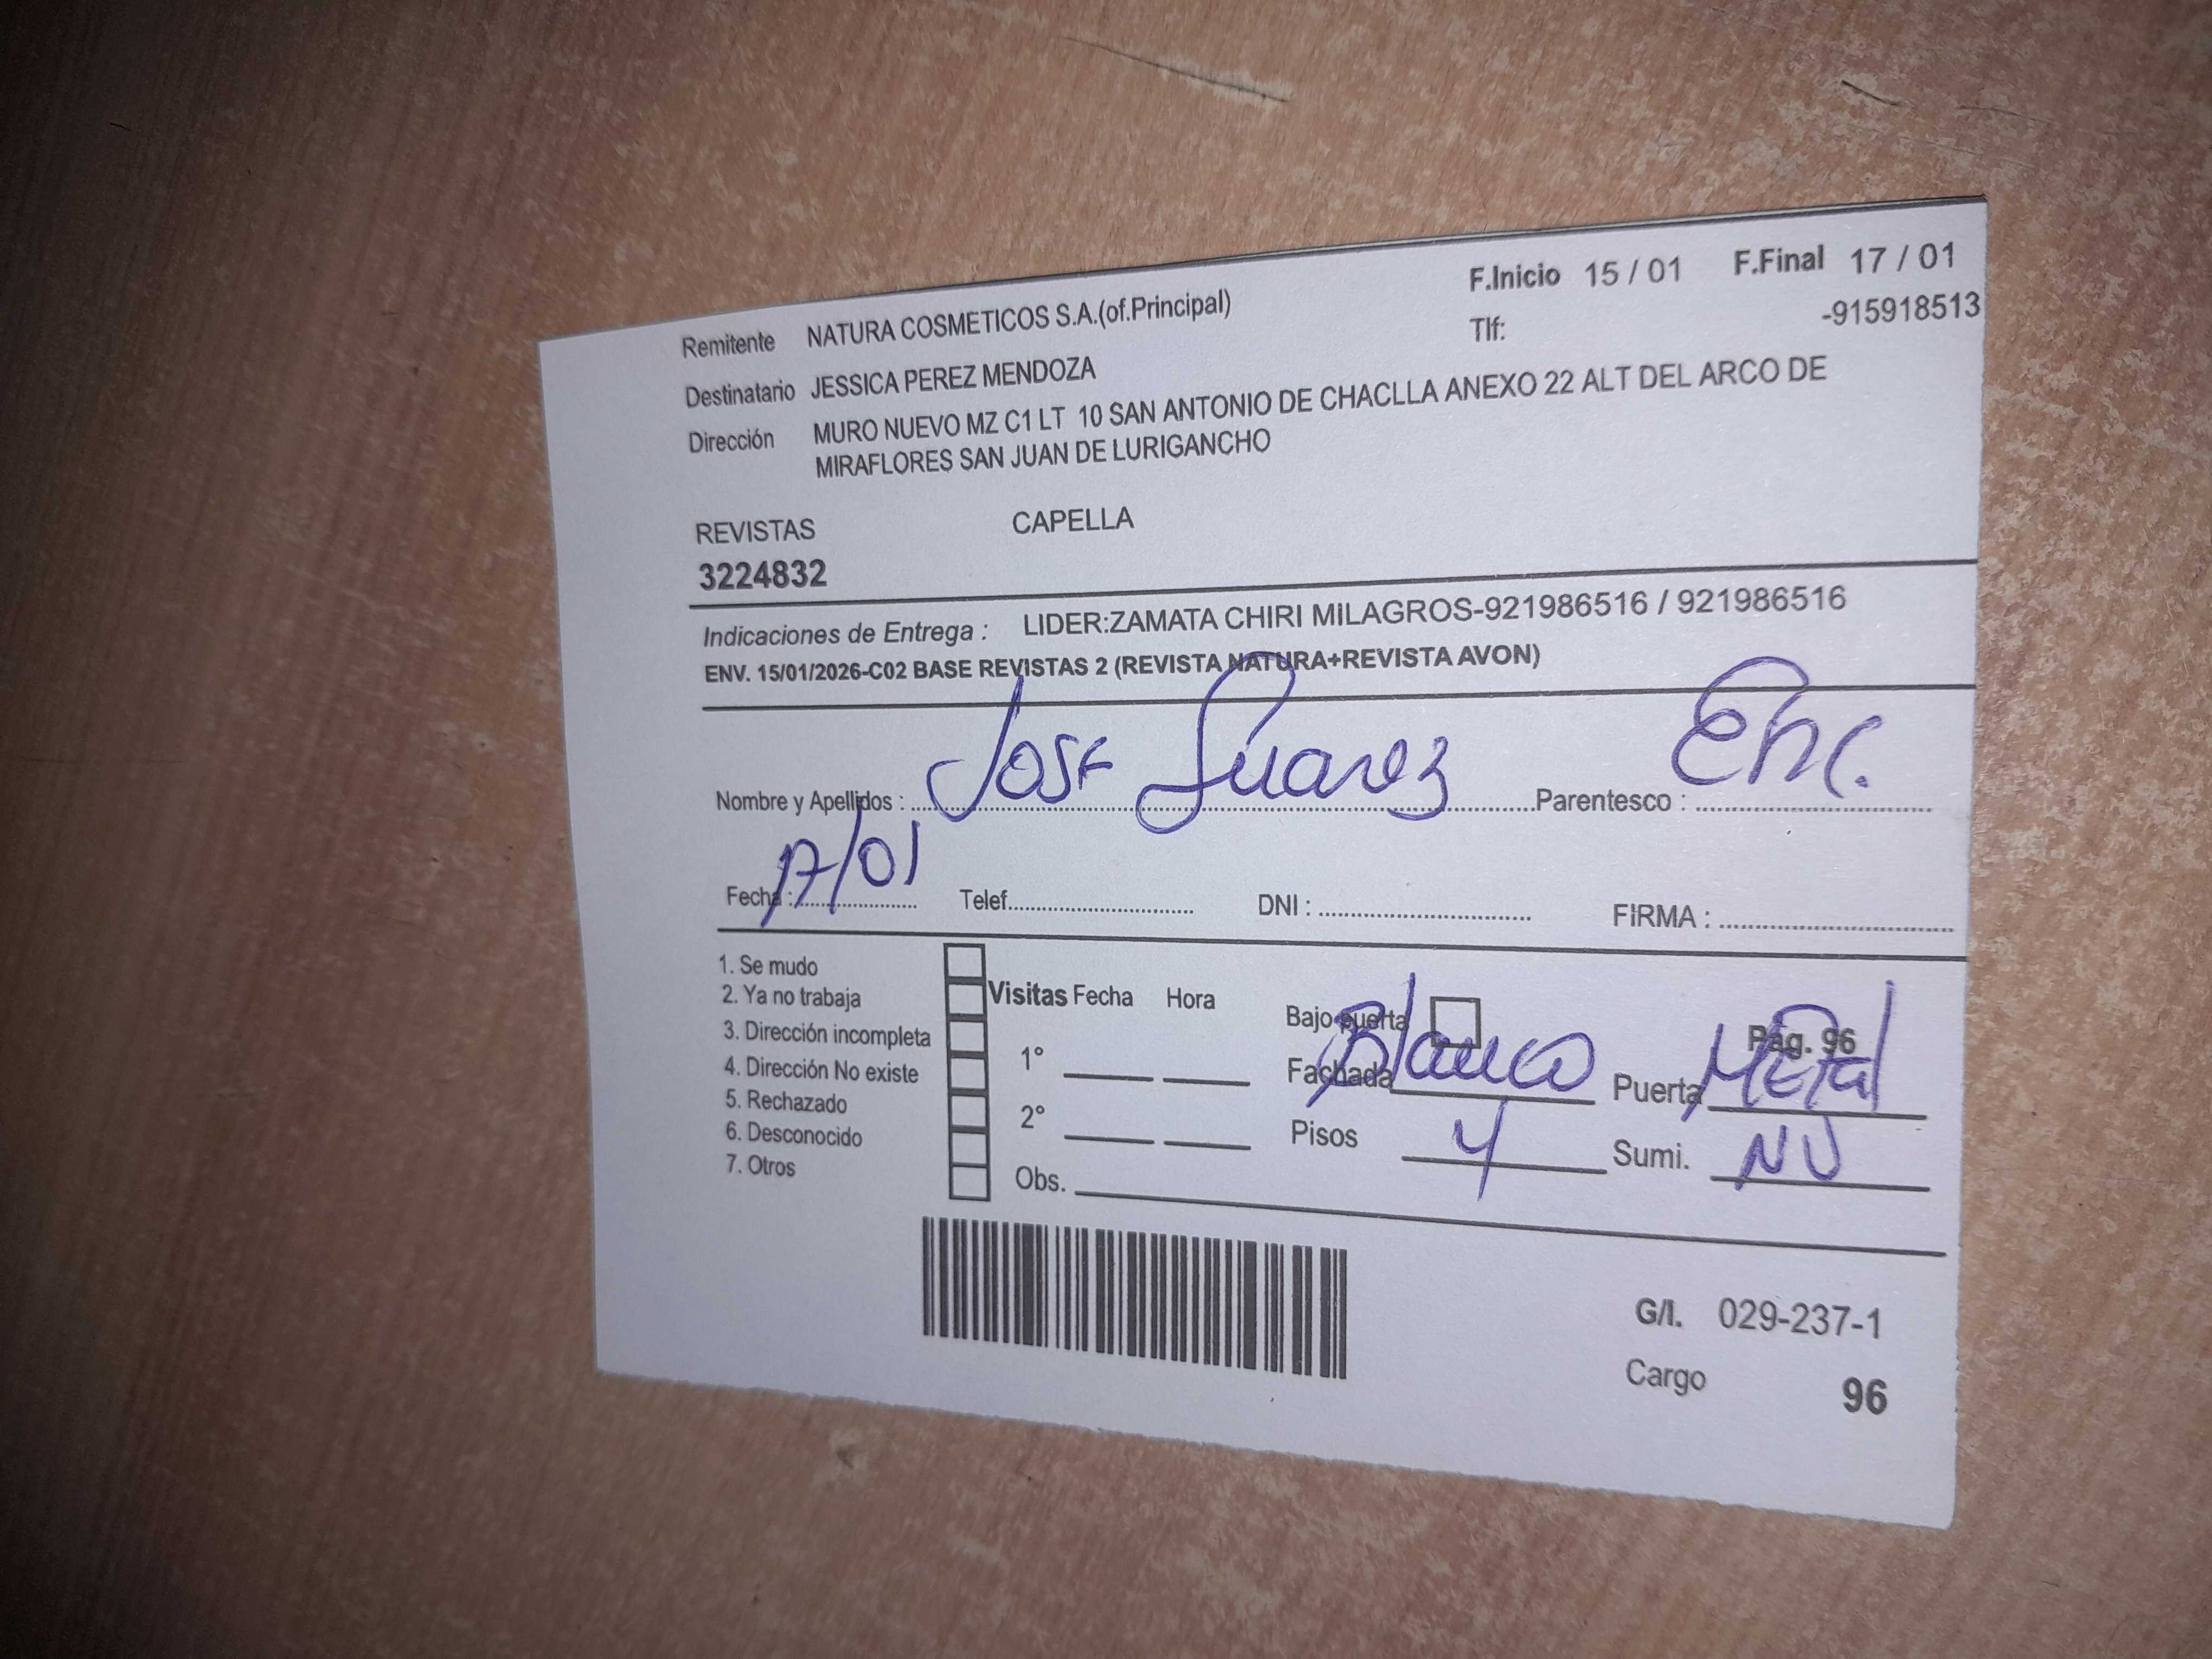 Remitente NATURA COSMETICOS S.A.(of.Principal) F.Inicio 15 / 01 F.Final 17 / 01
Tlf: -915918513
Destinatario JESSICA PEREZ MENDOZA
Dirección MURO NUEVO MZ C1 LT 10 SAN ANTONIO DE CHACLLA ANEXO 22 ALT DEL ARCO DE
MIRAFLORES SAN JUAN DE LURIGANCHO
REVISTAS CAPELLA
3224832
Indicaciones de Entrega : LIDER:ZAMATA CHIRI MILAGROS-921986516 / 921986516
ENV. 15/01/2026-C02 BASE REVISTAS 2 (REVISTA NATURA+REVISTA AVON)
Nombre y Apellidos : Jose Suarez Parentesco : Enc.
Fecha : 17/01 Telef. DNI : FIRMA :
1. Se mudo
2. Ya no trabaja
3. Dirección incompleta
4. Dirección No existe
5. Rechazado
6. Desconocido
7. Otros
Visitas Fecha Hora
1°
2°
Obs.
Bajo puerta Pág. 96
Fachada Blanco Puerta Metal
Pisos 4 Sumi. NU
G/I. 029-237-1
Cargo 96